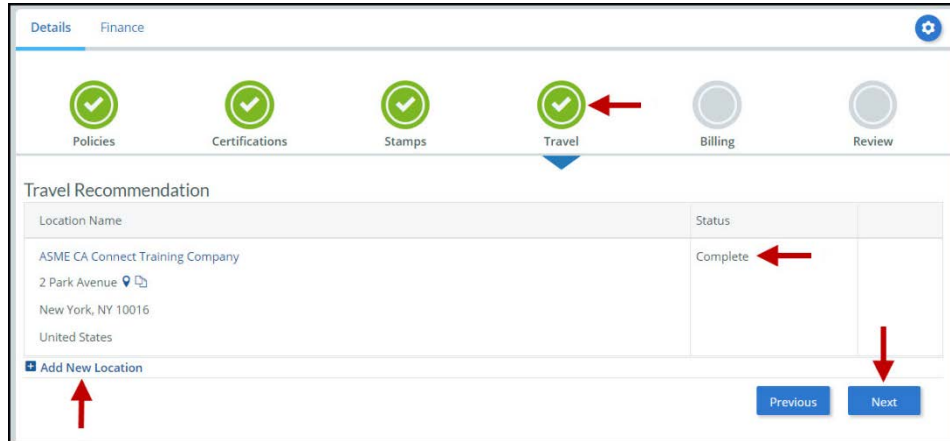 Details Finance
Policies Certifications Stamps Travel Billing Review
Travel Recommendation
Location Name Status
ASME CA Connect Training Company Complete
2 Park Avenue
New York, NY 10016
United States
Add New Location
Previous Next